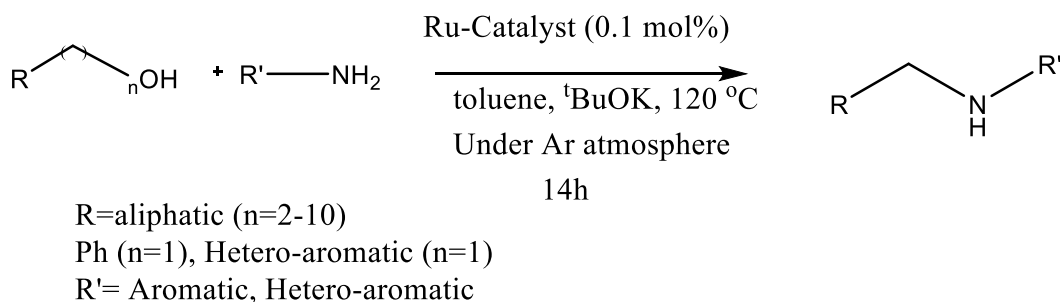 Ru-Catalyst (0.1 mol%)
R ( ) n OH + R' NH₂ R N H R'
toluene, ᵗBuOK, 120 ᵒC
Under Ar atmosphere
14h
R=aliphatic (n=2-10)
Ph (n=1), Hetero-aromatic (n=1)
R'= Aromatic, Hetero-aromatic